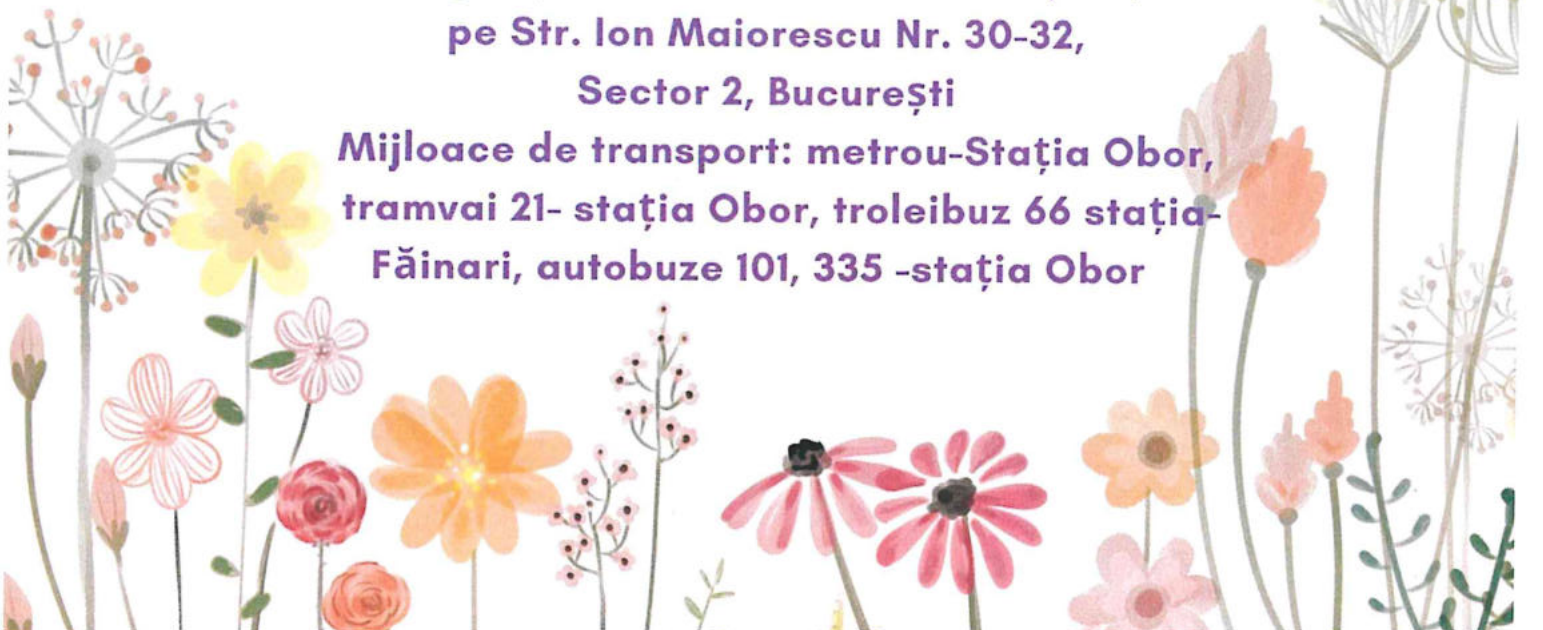 pe Str. Ion Maiorescu Nr. 30-32,
Sector 2, București
Mijloace de transport: metrou-Stația Obor,
tramvai 21- stația Obor, troleibuz 66 stația-
Făinari, autobuze 101, 335 -stația Obor